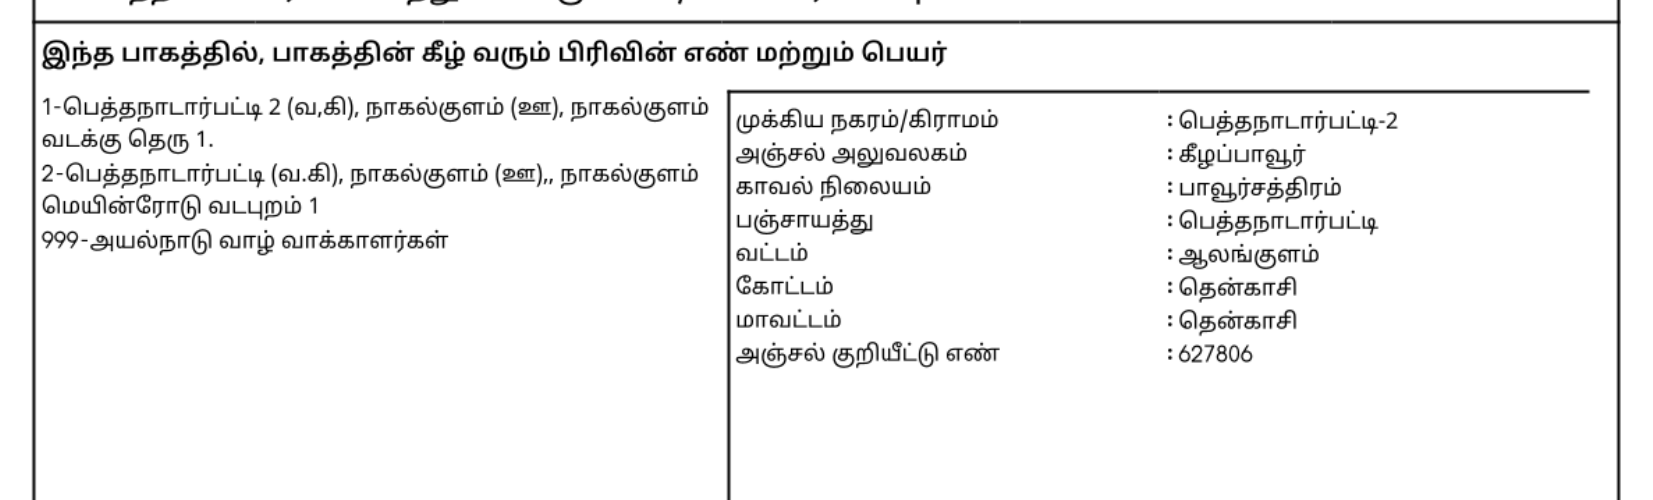 இந்த பாகத்தில், பாகத்தின் கீழ் வரும் பிரிவின் எண் மற்றும் பெயர்
1-பெத்தநாடார்பட்டி 2 (வ,கி), நாகல்குளம் (ஊ), நாகல்குளம்
வடக்கு தெரு 1.
2-பெத்தநாடார்பட்டி (வ.கி), நாகல்குளம் (ஊ),, நாகல்குளம்
மெயின்ரோடு வடபுறம் 1
999-அயல்நாடு வாழ் வாக்காளர்கள்
முக்கிய நகரம்/கிராமம் : பெத்தநாடார்பட்டி-2
அஞ்சல் அலுவலகம் : கீழப்பாவூர்
காவல் நிலையம் : பாவூர்சத்திரம்
பஞ்சாயத்து : பெத்தநாடார்பட்டி
வட்டம் : ஆலங்குளம்
கோட்டம் : தென்காசி
மாவட்டம் : தென்காசி
அஞ்சல் குறியீட்டு எண் : 627806